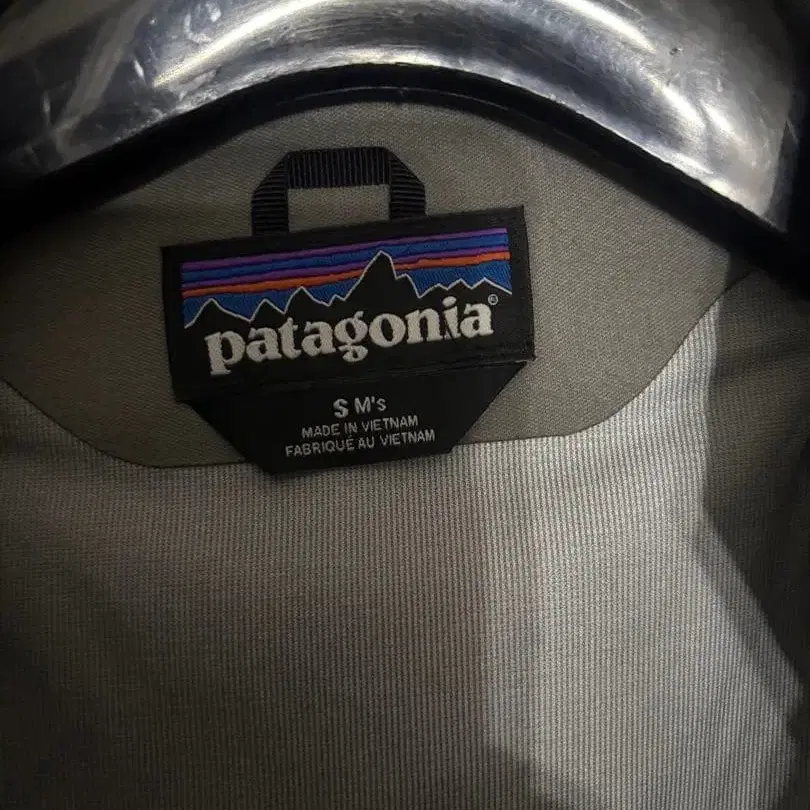 patagonia®
S M's
MADE IN VIETNAM
FABRIQUÉ AU VIETNAM